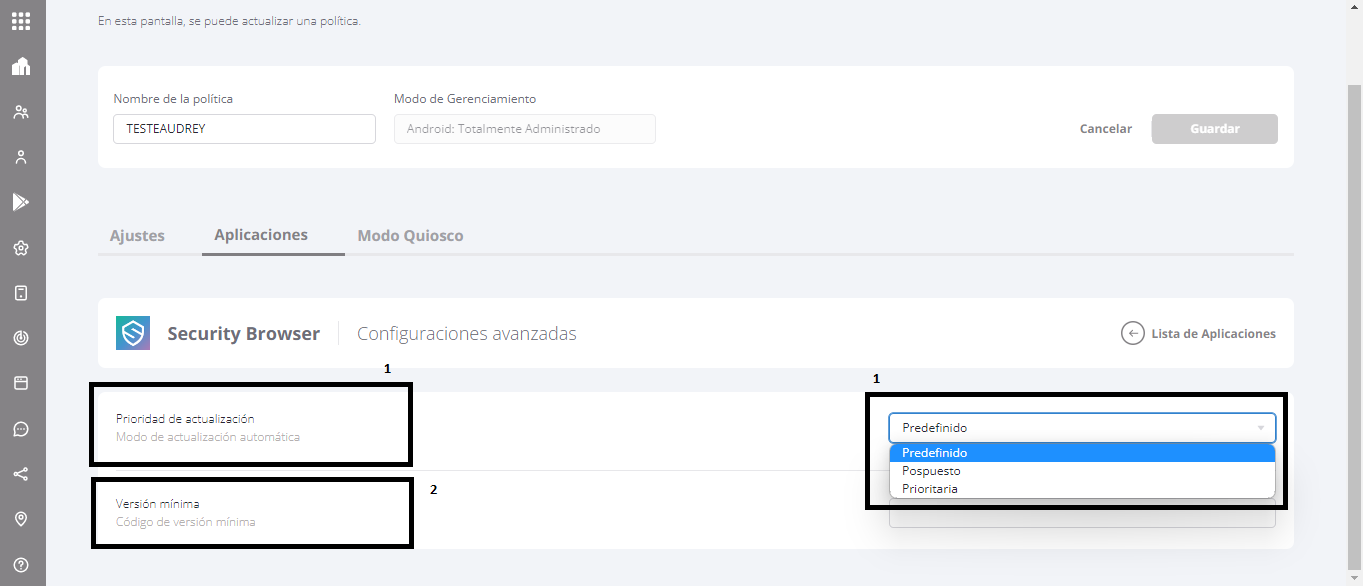 En esta pantalla, se puede actualizar una política.
Nombre de la política
Modo de Gerenciamiento
TESTEAUDREY
Android: Totalmente Administrado
Cancelar
Guardar
Ajustes
Aplicaciones
Modo Quiosco
Security Browser
Configuraciones avanzadas
Lista de Aplicaciones
1
1
Prioridad de actualización
Modo de actualización automática
Predefinido
Predefinido
Pospuesto
Prioritaria
2
Versión mínima
Código de versión mínima